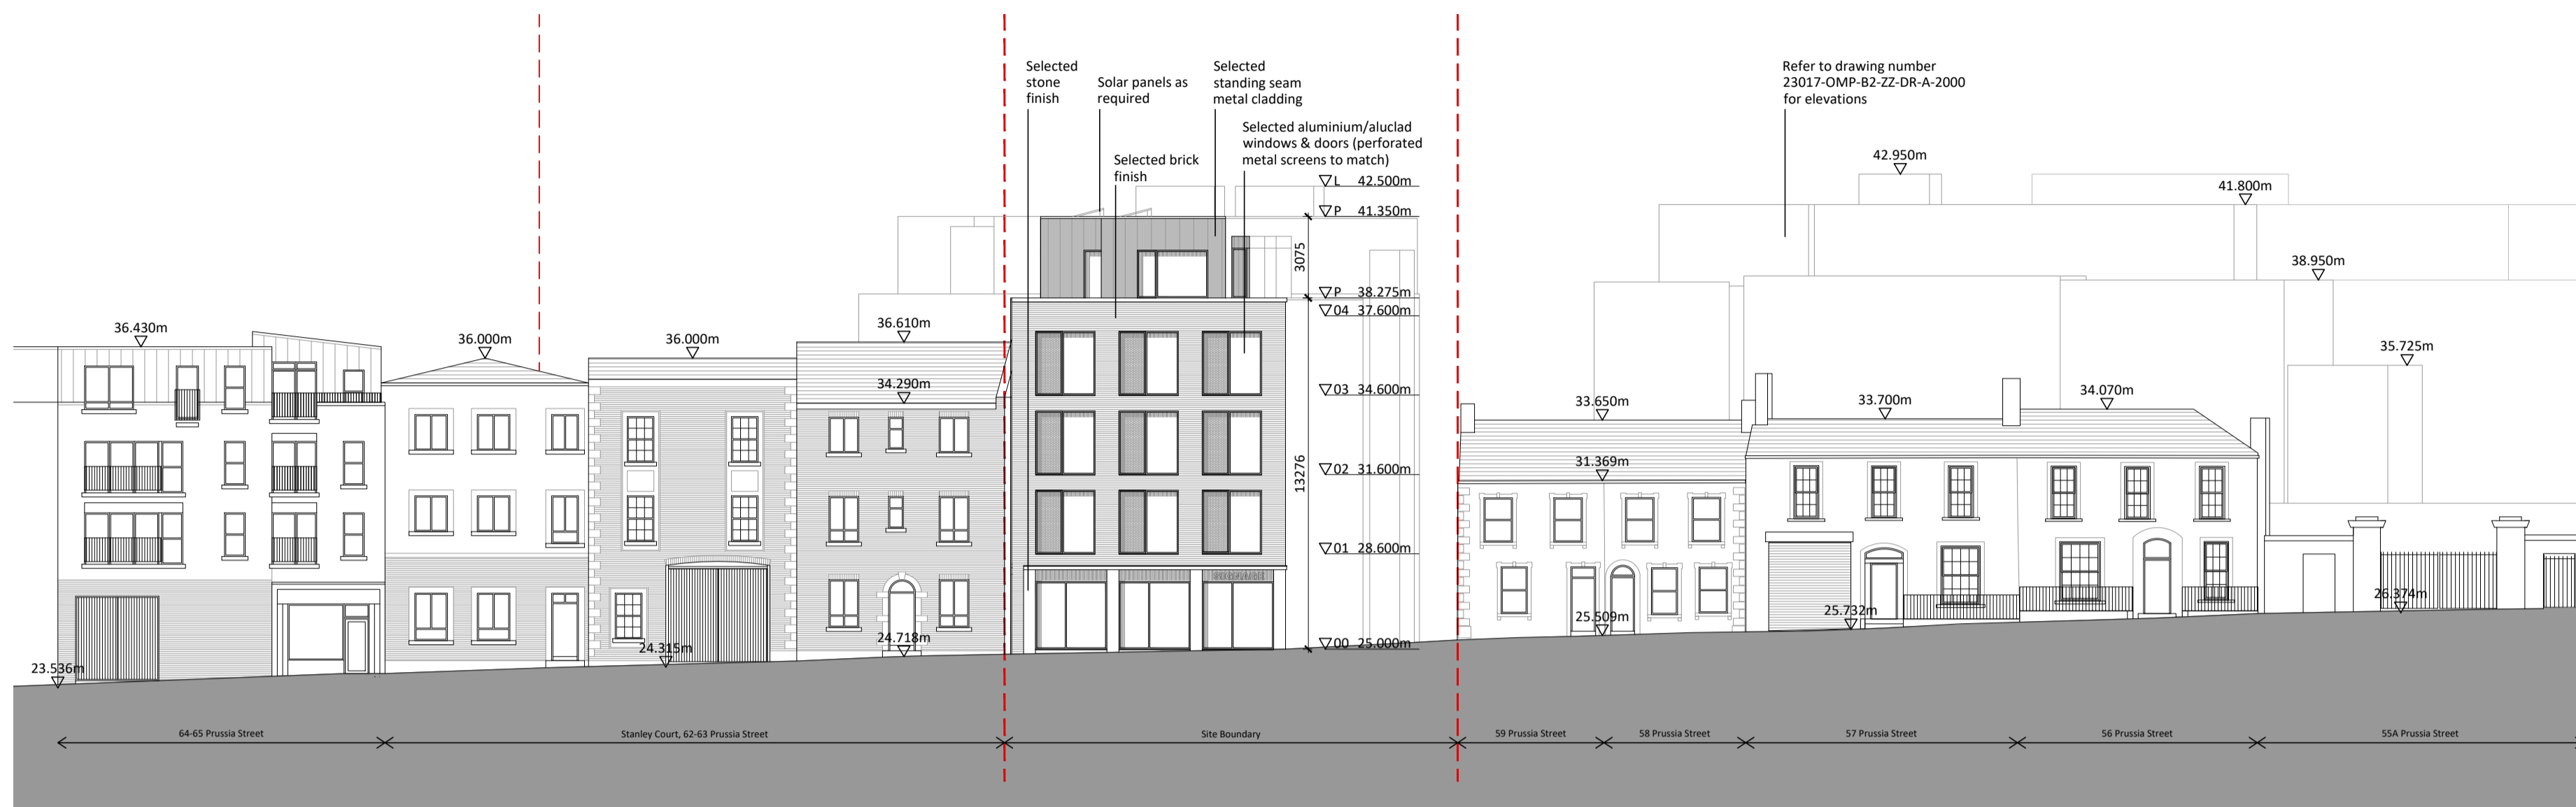 Selected
stone
finish
Solar panels as
required
Selected
standing seam
metal cladding
Selected brick
finish
Selected aluminium/aluclad
windows & doors (perforated
metal screens to match)
Refer to drawing number
23017-OMP-B2-ZZ-DR-A-2000
for elevations
42.950m
41.800m
38.950m
35.725m
L 42.500m
P 41.350m
3075
P 38.275m
04 37.600m
03 34.600m
02 31.600m
13276
01 28.600m
00 25.000m
36.430m
36.000m
36.000m
36.610m
34.290m
33.650m
31.369m
33.700m
34.070m
23.536m
24.315m
24.718m
25.509m
25.732m
26.374m
64-65 Prussia Street
Stanley Court, 62-63 Prussia Street
Site Boundary
59 Prussia Street
58 Prussia Street
57 Prussia Street
56 Prussia Street
55A Prussia Street